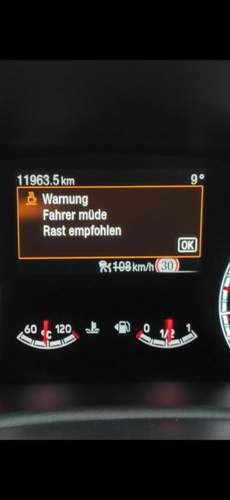 11963.5 km 9°
Warnung
Fahrer müde
Rast empfohlen
OK
108 km/h 30
60 °C 120 0 1/2 1